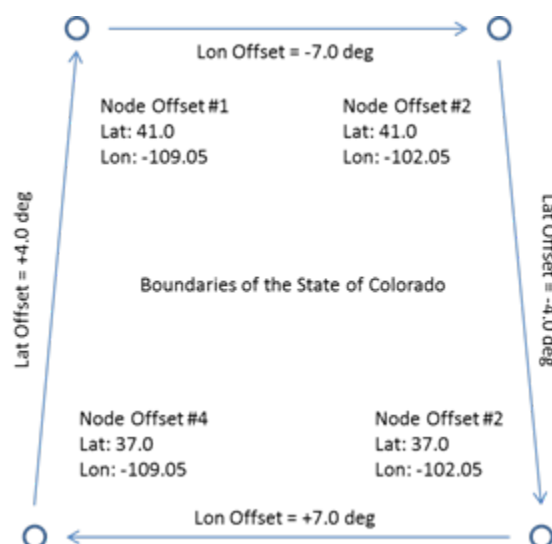 Lon Offset = -7.0 deg
Node Offset #1
Lat: 41.0
Lon: -109.05
Node Offset #2
Lat: 41.0
Lon: -102.05
Lat Offset = +4.0 deg
Lat Offset = -4.0 deg
Boundaries of the State of Colorado
Node Offset #4
Lat: 37.0
Lon: -109.05
Node Offset #2
Lat: 37.0
Lon: -102.05
Lon Offset = +7.0 deg